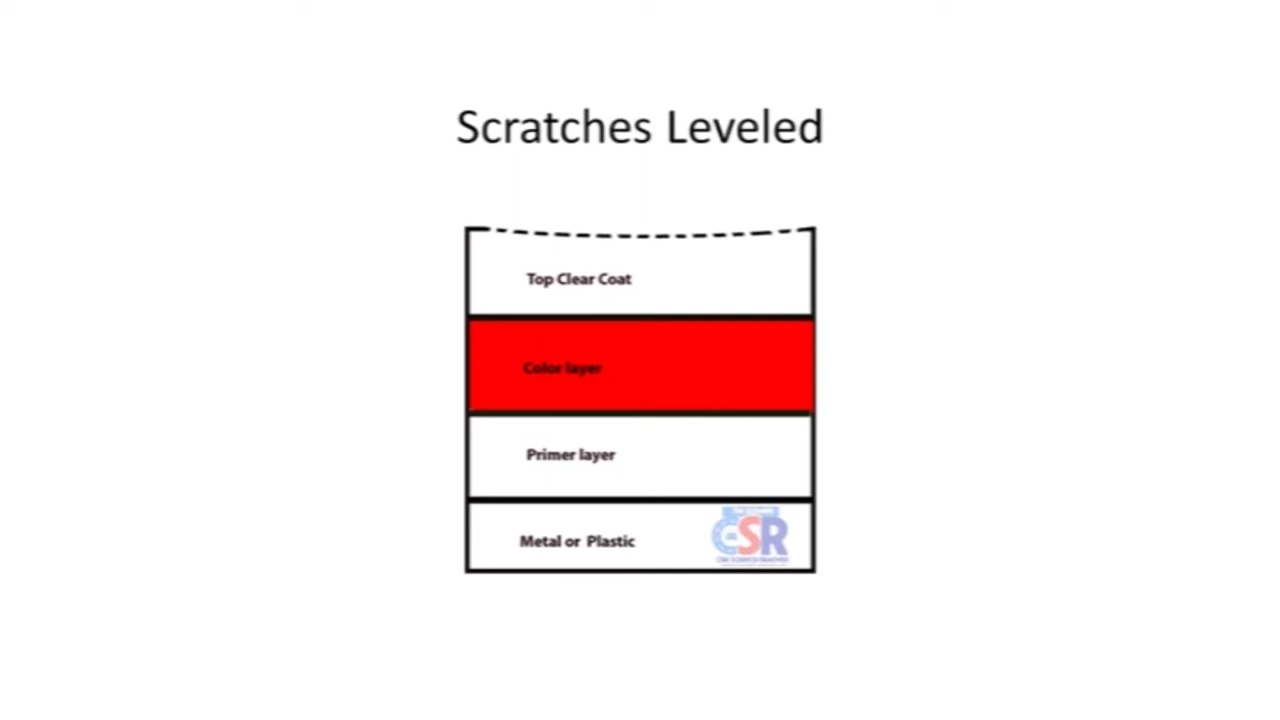 Scratches Leveled
Top Clear Coat
Color layer
Primer layer
Metal or Plastic
CSR